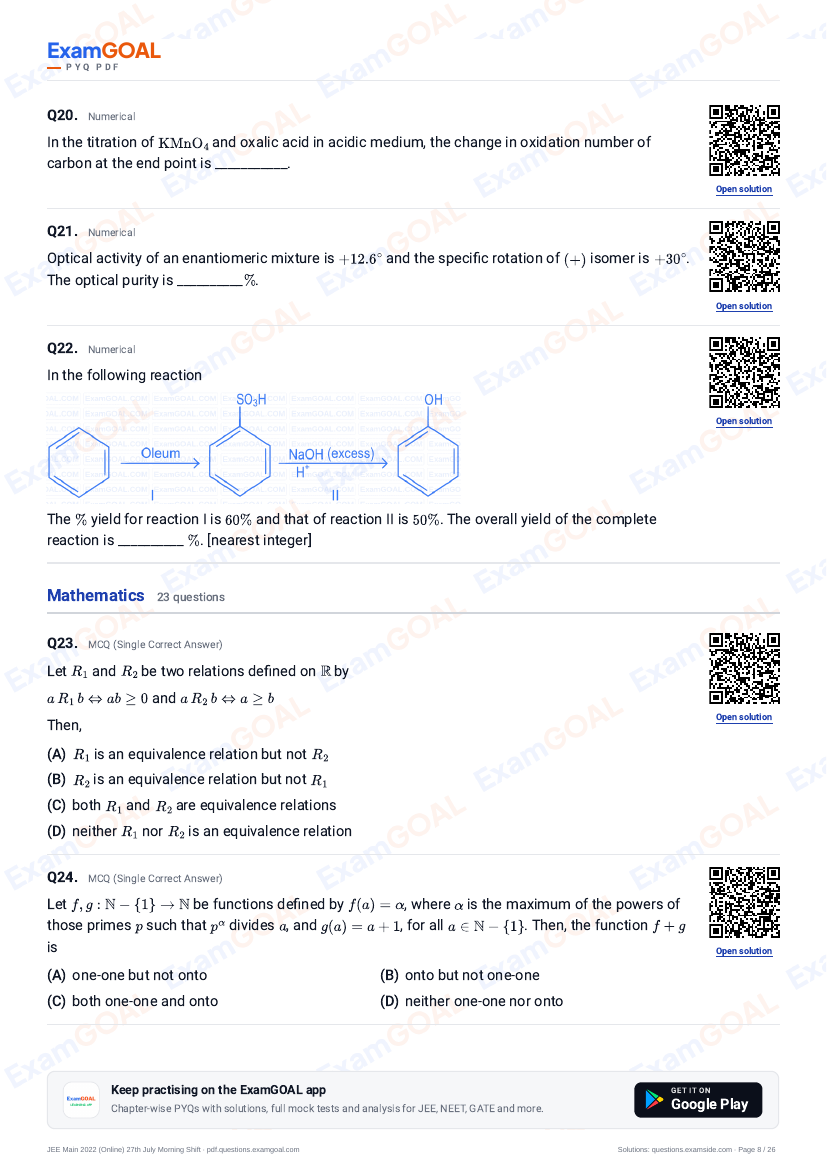 ExamGOAL
PYQ PDF
Q20. Numerical
In the titration of KMnO₄ and oxalic acid in acidic medium, the change in oxidation number of
carbon at the end point is ___________.
Open solution
Q21. Numerical
Optical activity of an enantiomeric mixture is +12.6° and the specific rotation of (+) isomer is +30°.
The optical purity is __________%.
Open solution
Q22. Numerical
In the following reaction
SO₃H
OH
Oleum
NaOH (excess)
H⁺
I
II
Open solution
The % yield for reaction I is 60% and that of reaction II is 50%. The overall yield of the complete
reaction is __________ %. [nearest integer]
Mathematics 23 questions
Q23. MCQ (Single Correct Answer)
Let R₁ and R₂ be two relations defined on ℝ by
a R₁ b ⇔ ab ≥ 0 and a R₂ b ⇔ a ≥ b
Then,
(A) R₁ is an equivalence relation but not R₂
(B) R₂ is an equivalence relation but not R₁
(C) both R₁ and R₂ are equivalence relations
(D) neither R₁ nor R₂ is an equivalence relation
Open solution
Q24. MCQ (Single Correct Answer)
Let f, g : ℕ − {1} → ℕ be functions defined by f(a) = α, where α is the maximum of the powers of
those primes p such that p^α divides a, and g(a) = a + 1, for all a ∈ ℕ − {1}. Then, the function f + g
is
(A) one-one but not onto (B) onto but not one-one
(C) both one-one and onto (D) neither one-one nor onto
Open solution
ExamGOAL
Keep practising on the ExamGOAL app
Chapter-wise PYQs with solutions, full mock tests and analysis for JEE, NEET, GATE and more.
GET IT ON
Google Play
JEE Main 2022 (Online) 27th July Morning Shift · pdf.questions.examgoal.com
Solutions: questions.examside.com · Page 8 / 26